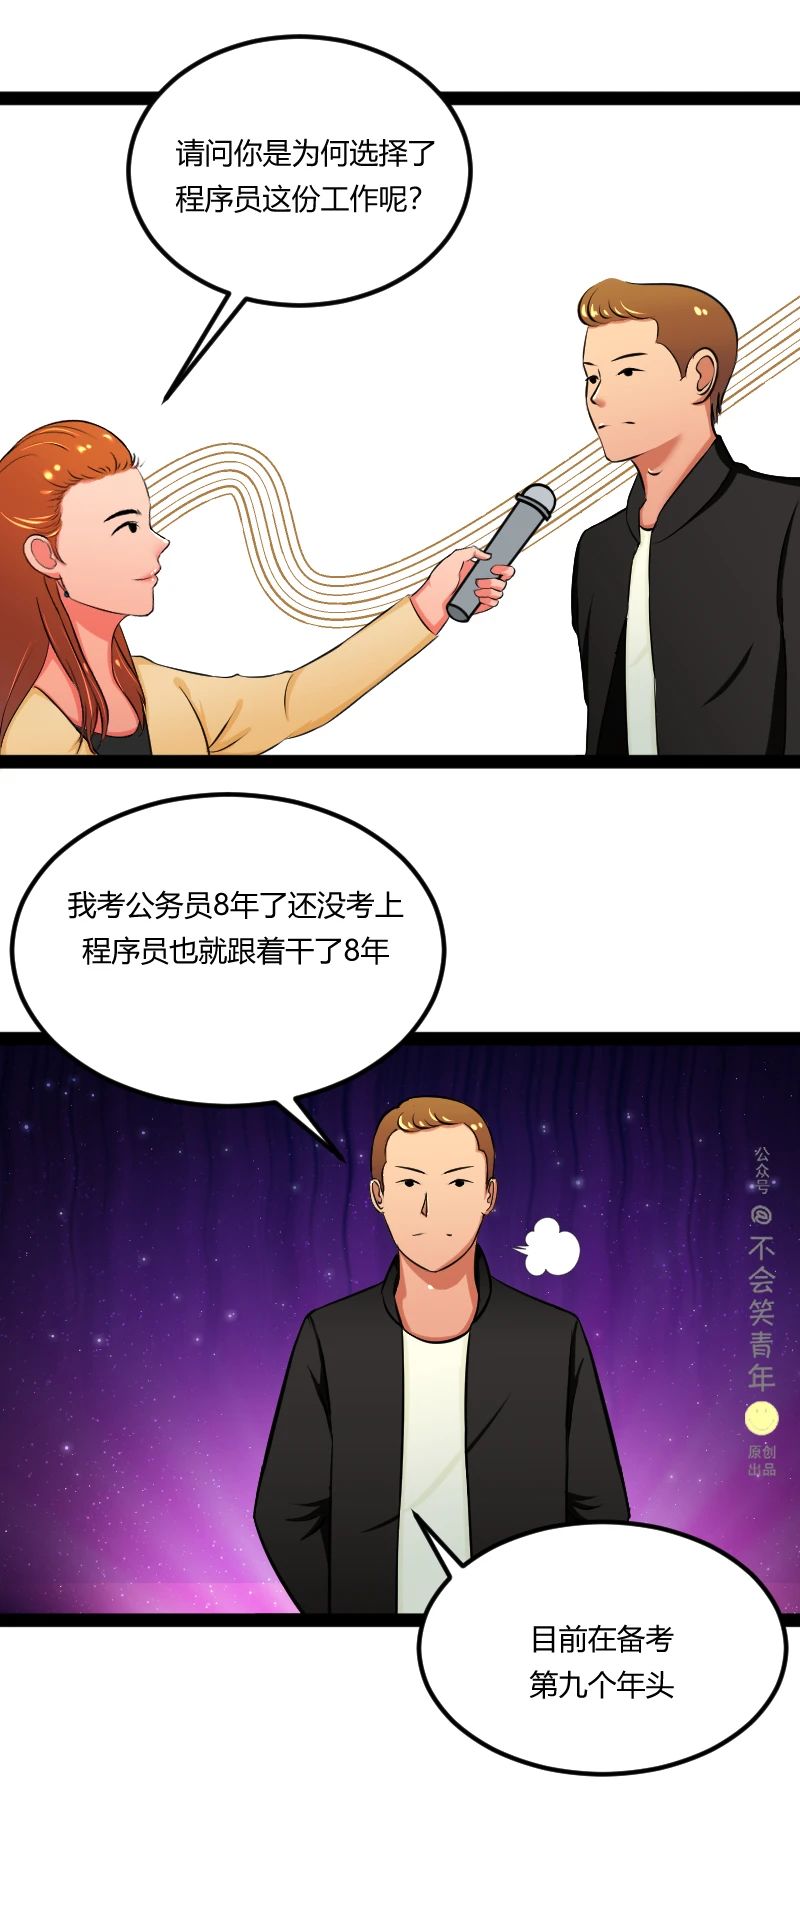 请问你是为何选择了
程序员这份工作呢?
我考公务员8年了还没考上
程序员也就跟着干了8年
公众号
@不会笑青年
原创
出品
目前在备考
第九个年头